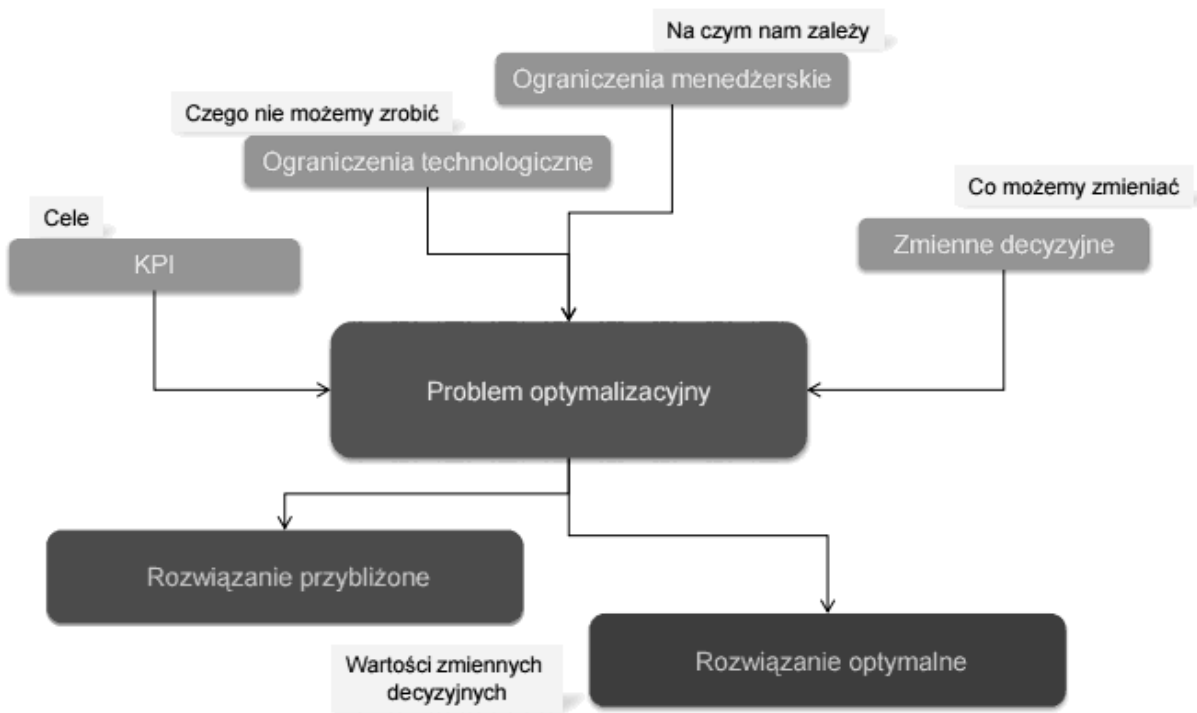 Na czym nam zależy
Ograniczenia menedżerskie
Czego nie możemy zrobić
Ograniczenia technologiczne
Co możemy zmieniać
Zmienne decyzyjne
Cele
KPI
Problem optymalizacyjny
Rozwiązanie przybliżone
Rozwiązanie optymalne
Wartości zmiennych
decyzyjnych